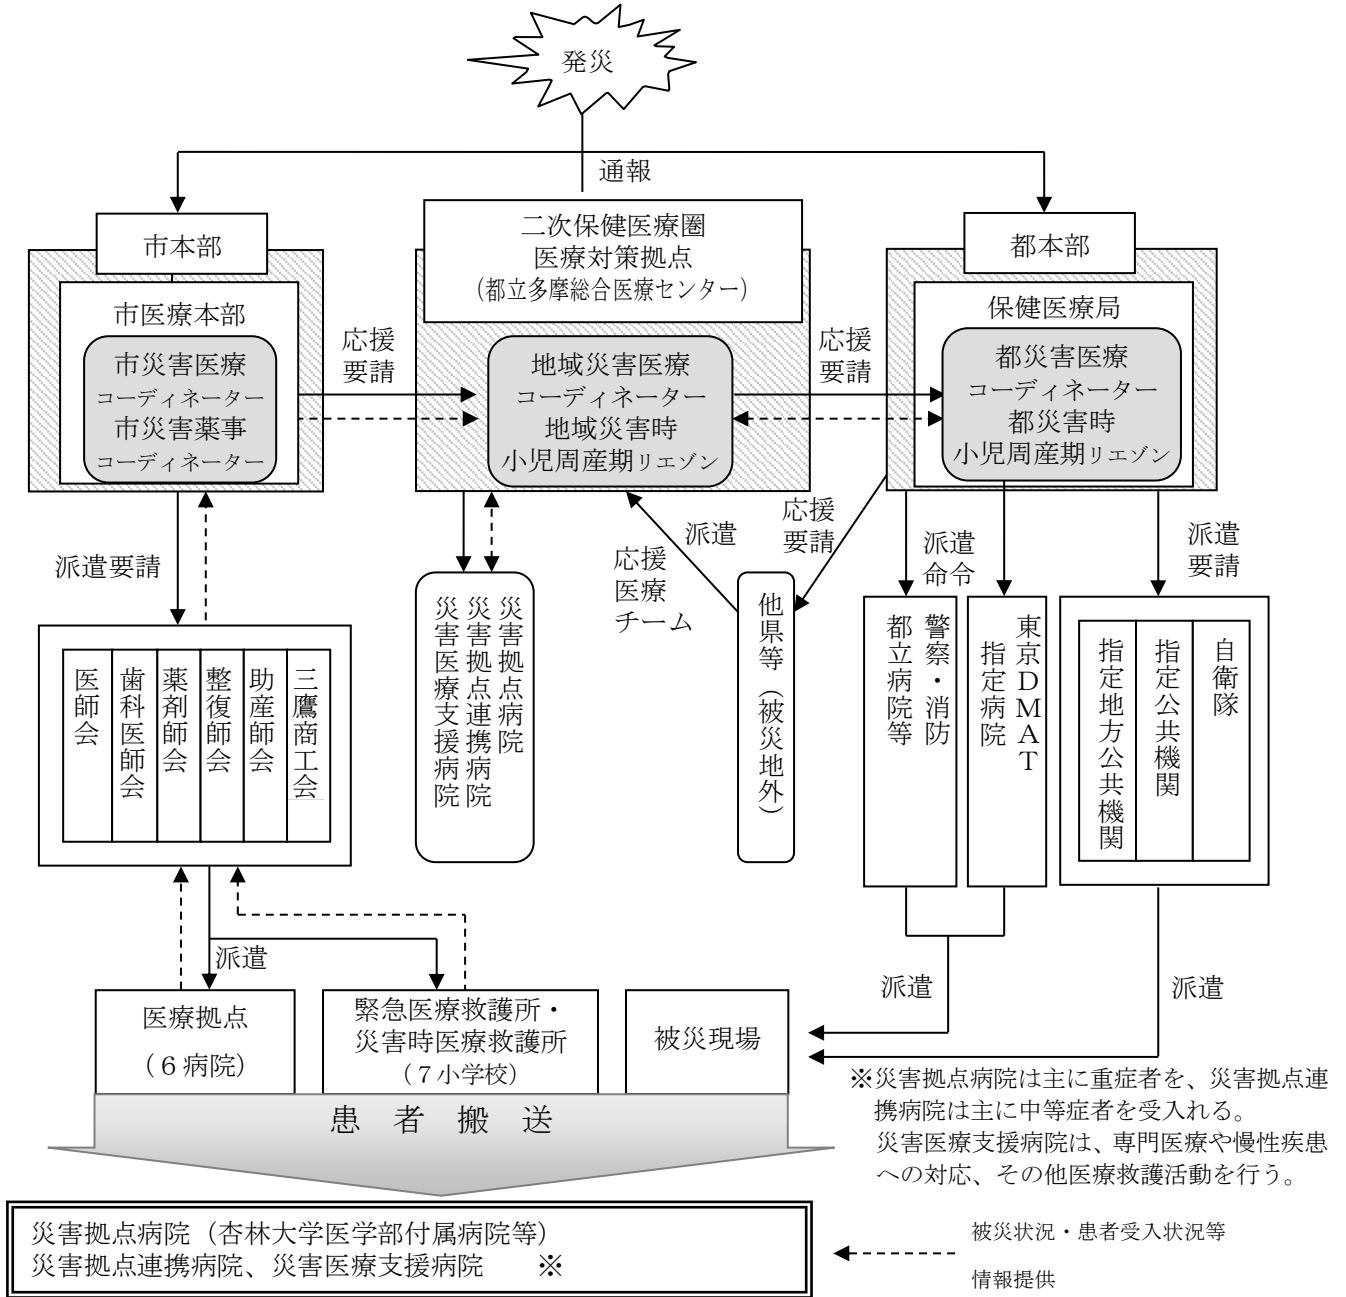 発災
通報
市本部
二次保健医療圏
医療対策拠点
（都立多摩総合医療センター）
都本部
市医療本部
市災害医療
コーディネーター
市災害薬事
コーディネーター
応援
要請
地域災害医療
コーディネーター
地域災害時
小児周産期リエゾン
応援
要請
保健医療局
都災害医療
コーディネーター
都災害時
小児周産期リエゾン
派遣要請
派遣
応援
医療
チーム
応援
要請
派遣
命令
派遣
要請
医師会
歯科医師会
薬剤師会
整復師会
助産師会
三鷹商工会
災害拠点病院
災害拠点連携病院
災害医療支援病院
他県等（被災地外）
警察・消防
都立病院等
東京DMAT
指定病院
自衛隊
指定公共機関
指定地方公共機関
派遣
派遣
派遣
医療拠点
（６病院）
緊急医療救護所・
災害時医療救護所
（７小学校）
被災現場
患者搬送
※災害拠点病院は主に重症者を、災害拠点連
携病院は主に中等症者を受入れる。
災害医療支援病院は、専門医療や慢性疾患
への対応、その他医療救護活動を行う。
災害拠点病院（杏林大学医学部付属病院等）
災害拠点連携病院、災害医療支援病院　※
被災状況・患者受入状況等
情報提供